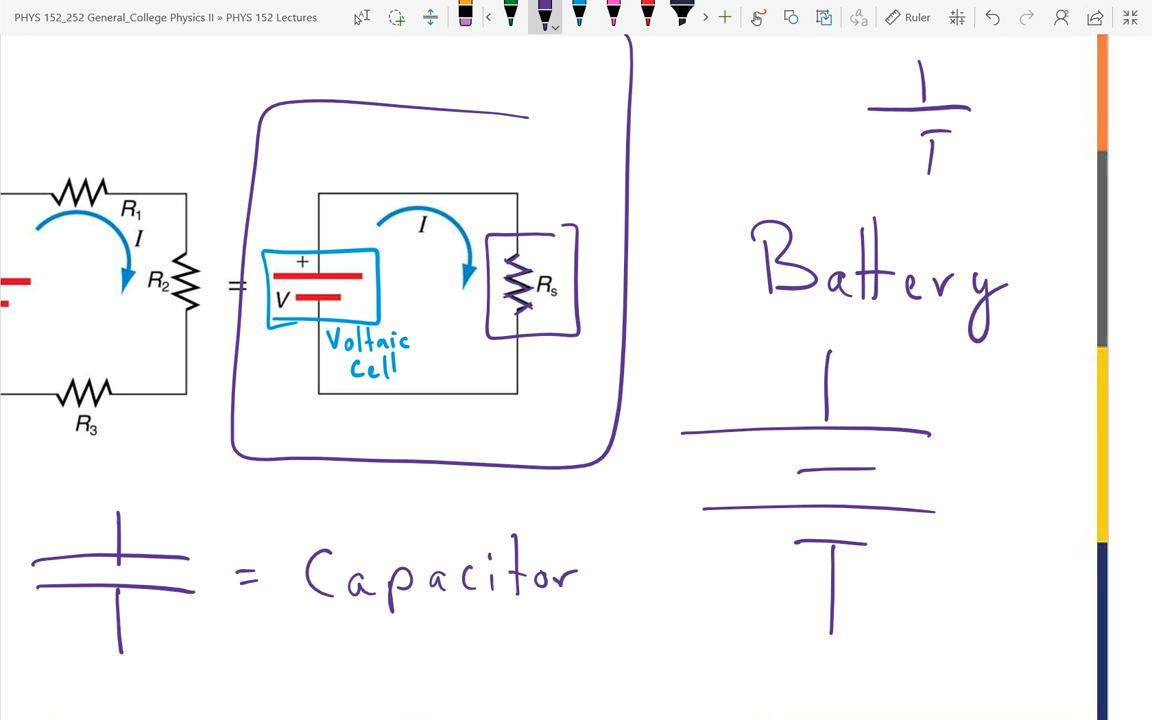 PHYS 152_252 General_College Physics II » PHYS 152 Lectures
Ruler
R1
I
R2
R3
=
+
V
I
Rs
Voltaic
Cell
Battery
= Capacitor